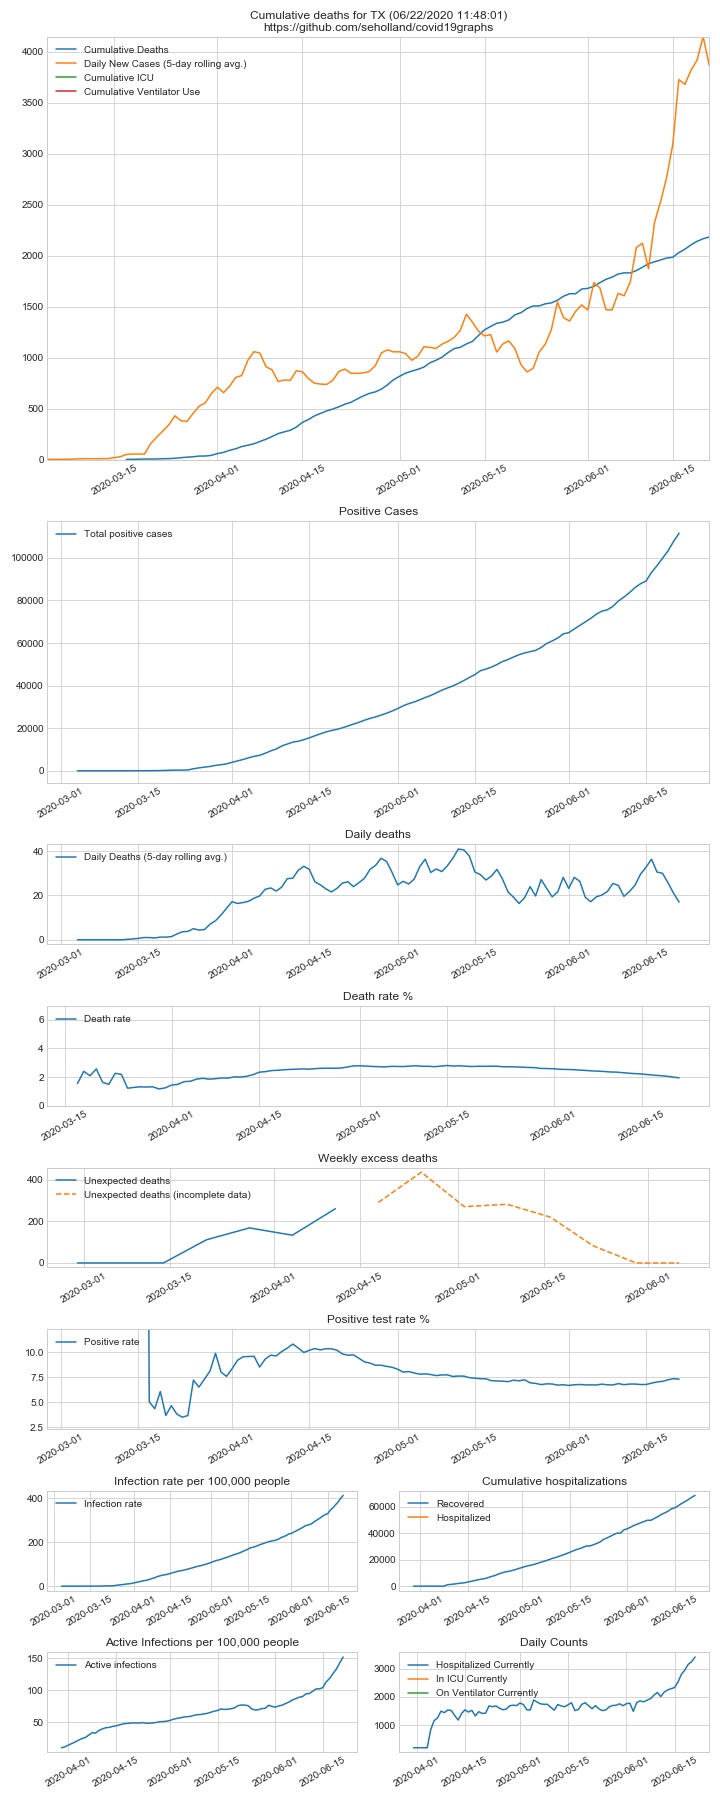 Cumulative deaths for TX (06/22/2020 11:48:01)
https://github.com/seholland/covid19graphs
Cumulative Deaths
Daily New Cases (5-day rolling avg.)
Cumulative ICU
Cumulative Ventilator Use
4000
3500
3000
2500
2000
1500
1000
500
0
2020-03-15 2020-04-01 2020-04-15 2020-05-01 2020-05-15 2020-06-01 2020-06-15
Positive Cases
Total positive cases
100000
80000
60000
40000
20000
0
2020-03-01 2020-03-15 2020-04-01 2020-04-15 2020-05-01 2020-05-15 2020-06-01 2020-06-15
Daily deaths
Daily Deaths (5-day rolling avg.)
40
20
0
2020-03-01 2020-03-15 2020-04-01 2020-04-15 2020-05-01 2020-05-15 2020-06-01 2020-06-15
Death rate %
Death rate
6
4
2
0
2020-03-15 2020-04-01 2020-04-15 2020-05-01 2020-05-15 2020-06-01 2020-06-15
Weekly excess deaths
Unexpected deaths
Unexpected deaths (incomplete data)
400
200
0
2020-03-01 2020-03-15 2020-04-01 2020-04-15 2020-05-01 2020-05-15 2020-06-01
Positive test rate %
Positive rate
10.0
7.5
5.0
2.5
2020-03-01 2020-03-15 2020-04-01 2020-04-15 2020-05-01 2020-05-15 2020-06-01 2020-06-15
Infection rate per 100,000 people
Infection rate
400
200
0
2020-03-01 2020-03-15 2020-04-01 2020-04-15 2020-05-01 2020-05-15 2020-06-01 2020-06-15
Cumulative hospitalizations
Recovered
Hospitalized
60000
40000
20000
0
2020-04-01 2020-04-15 2020-05-01 2020-05-15 2020-06-01 2020-06-15
Active Infections per 100,000 people
Active infections
150
100
50
2020-04-01 2020-04-15 2020-05-01 2020-05-15 2020-06-01 2020-06-15
Daily Counts
Hospitalized Currently
In ICU Currently
On Ventilator Currently
3000
2000
1000
2020-04-01 2020-04-15 2020-05-01 2020-05-15 2020-06-01 2020-06-15